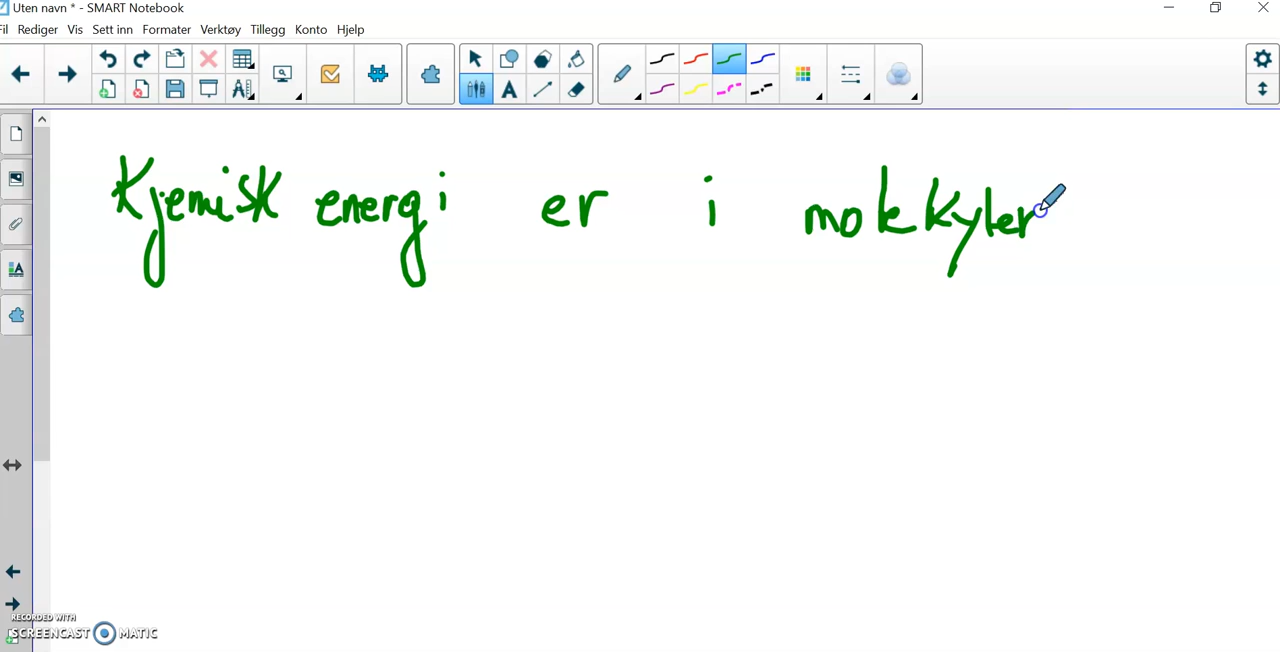 Uten navn * - SMART Notebook
Fil Rediger Vis Sett inn Formater Verktøy Tillegg Konto Hjelp
Kjemisk energi er i molekyler
RECORDED WITH
SCREENCAST MATIC